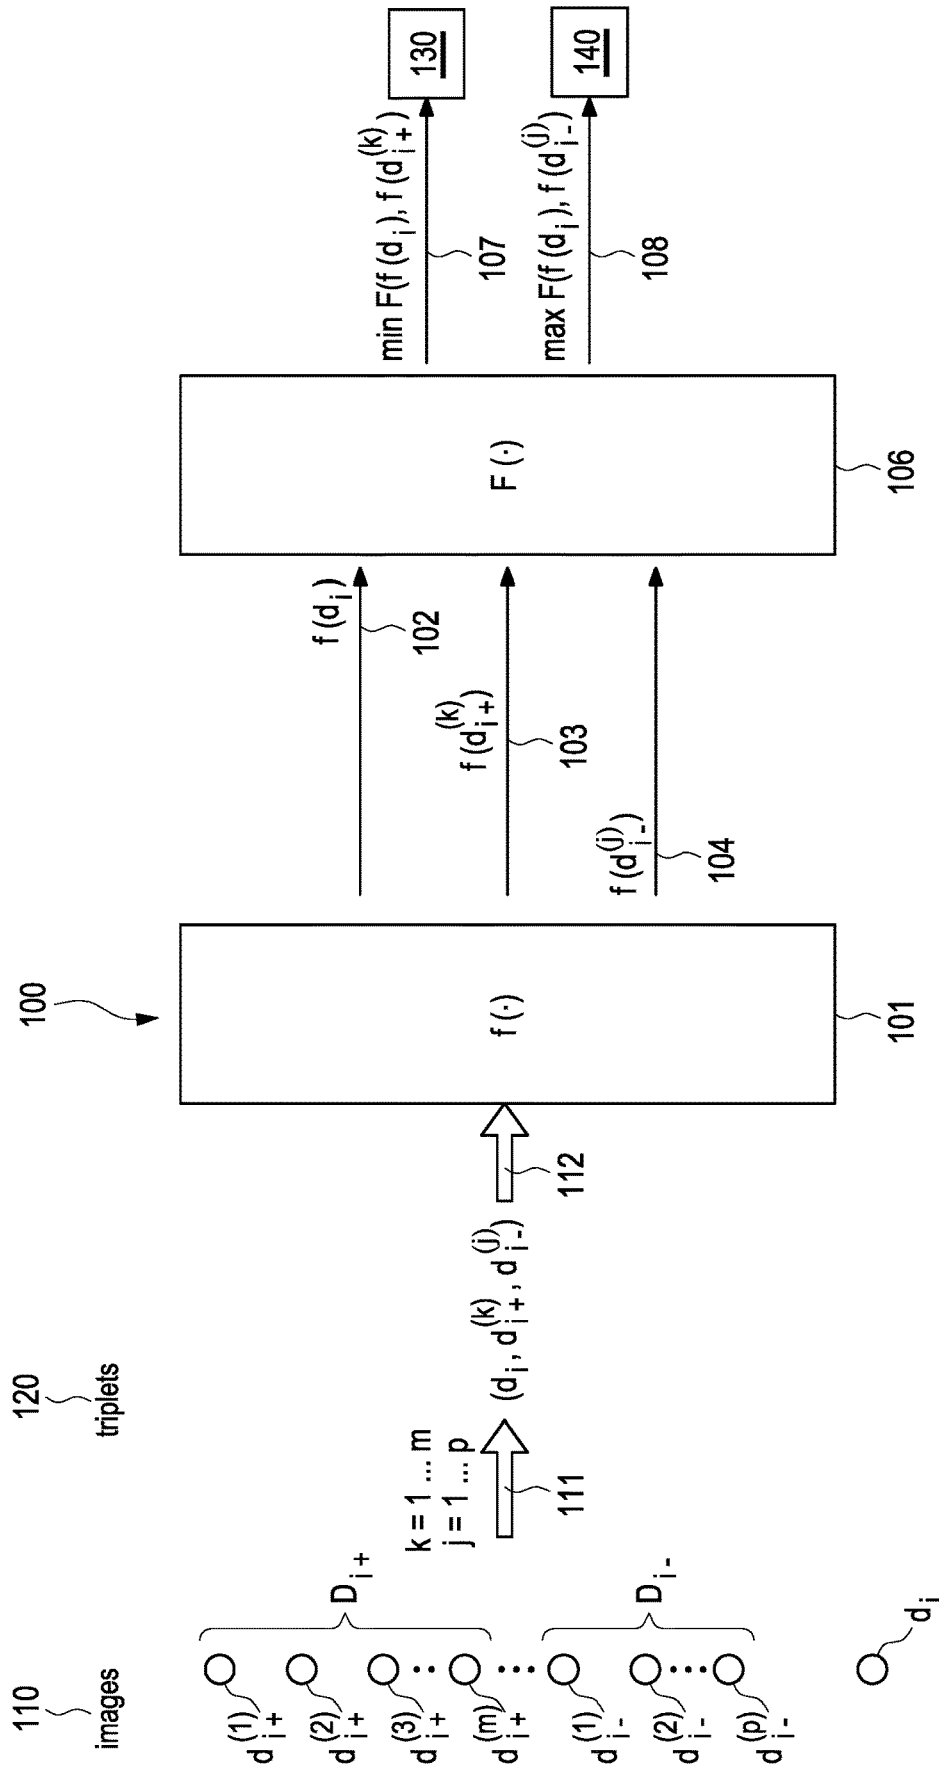 110
images
120
triplets
100
d_{i+}^{(1)}
d_{i+}^{(2)}
d_{i+}^{(3)}
d_{i+}^{(m)}
d_{i-}^{(1)}
d_{i-}^{(2)}
d_{i-}^{(p)}
D_{i+}
D_{i-}
d_i
k = 1 ... m
j = 1 ... p
111
(d_i, d_{i+}^{(k)}, d_{i-}^{(j)})
112
f (·)
101
f (d_i)
102
f (d_{i+}^{(k)})
103
f (d_{i-}^{(j)})
104
F (·)
106
min F(f (d_i), f (d_{i+}^{(k)})
107
130
max F(f (d_i), f (d_{i-}^{(j)})
108
140